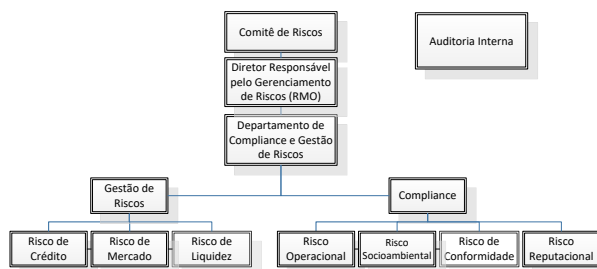 Comitê de Riscos
Auditoria Interna
Diretor Responsável
pelo Gerenciamento
de Riscos (RMO)
Departamento de
Compliance e Gestão
de Riscos
Gestão de
Riscos
Compliance
Risco de
Crédito
Risco de
Mercado
Risco de
Liquidez
Risco
Operacional
Risco
Socioambiental
Risco de
Conformidade
Risco
Reputacional